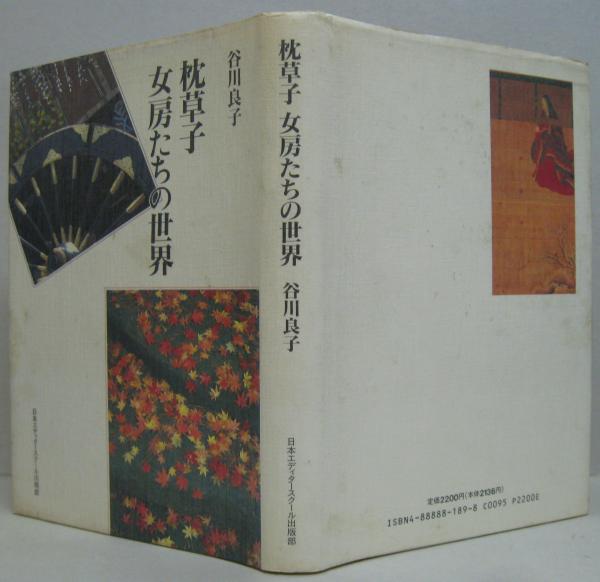 谷川良子
枕草子
女房たちの世界
日本エディタースクール出版部
枕草子 女房たちの世界 谷川良子
日本エディタースクール出版部
定価2200円(本体2136円)
ISBN4-88888-189-8 C0095 P2200E